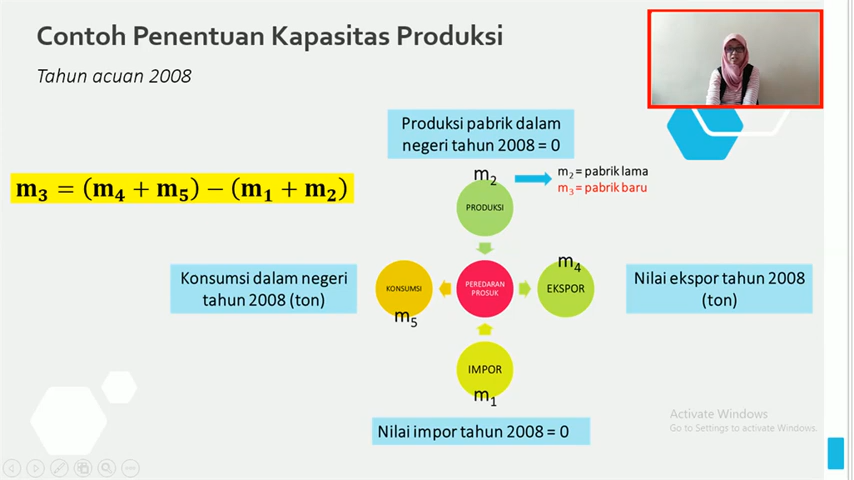 Contoh Penentuan Kapasitas Produksi
Tahun acuan 2008
Produksi pabrik dalam
negeri tahun 2008 = 0
m₂
m₂ = pabrik lama
m₃ = pabrik baru
PRODUKSI
m₃ = (m₄ + m₅) − (m₁ + m₂)
Konsumsi dalam negeri
tahun 2008 (ton)
KONSUMSI
m₅
PEREDARAN
PROSUK
m₄
EKSPOR
Nilai ekspor tahun 2008
(ton)
IMPOR
m₁
Nilai impor tahun 2008 = 0
Activate Windows
Go to Settings to activate Windows.